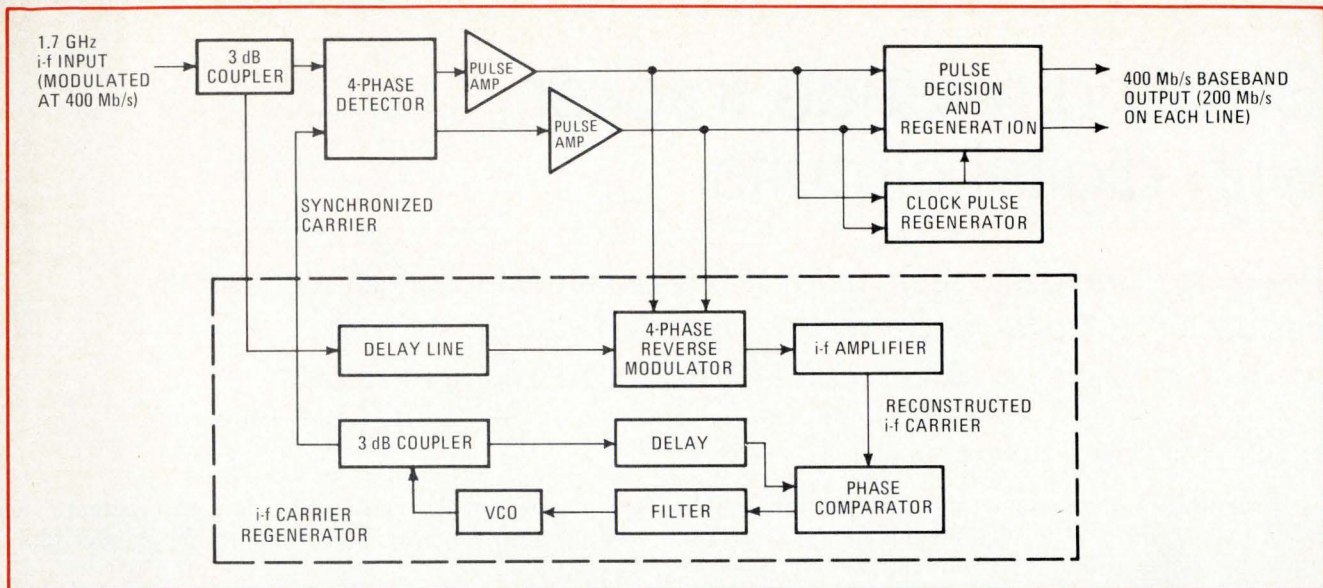 1.7 GHz
i-f INPUT
(MODULATED
AT 400 Mb/s)
3 dB
COUPLER
4-PHASE
DETECTOR
PULSE
AMP
PULSE
AMP
PULSE
DECISION
AND
REGENERATION
400 Mb/s BASEBAND
OUTPUT (200 Mb/s
ON EACH LINE)
CLOCK PULSE
REGENERATOR
SYNCHRONIZED
CARRIER
DELAY LINE
4-PHASE
REVERSE
MODULATOR
i-f AMPLIFIER
RECONSTRUCTED
i-f CARRIER
3 dB COUPLER
DELAY
PHASE
COMPARATOR
FILTER
VCO
i-f CARRIER
REGENERATOR